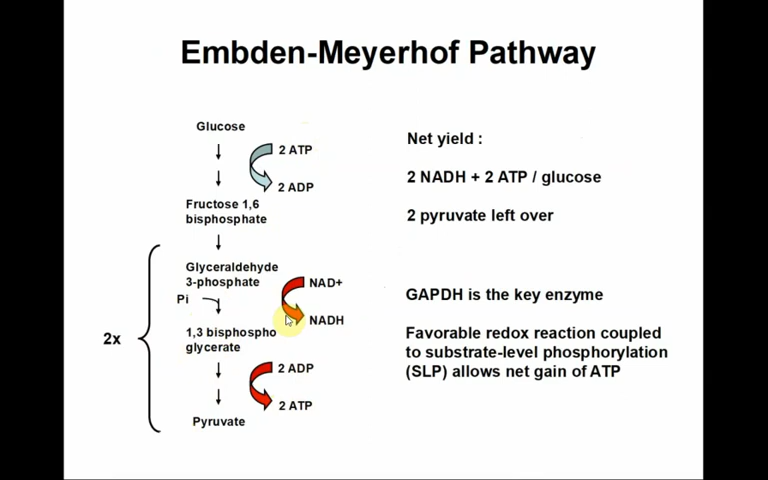 Embden-Meyerhof Pathway
Glucose
2 ATP
2 ADP
Fructose 1,6
bisphosphate
Glyceraldehyde
3-phosphate
Pi
NAD+
NADH
2x
1,3 bisphospho
glycerate
2 ADP
2 ATP
Pyruvate
Net yield :
2 NADH + 2 ATP / glucose
2 pyruvate left over
GAPDH is the key enzyme
Favorable redox reaction coupled
to substrate-level phosphorylation
(SLP) allows net gain of ATP